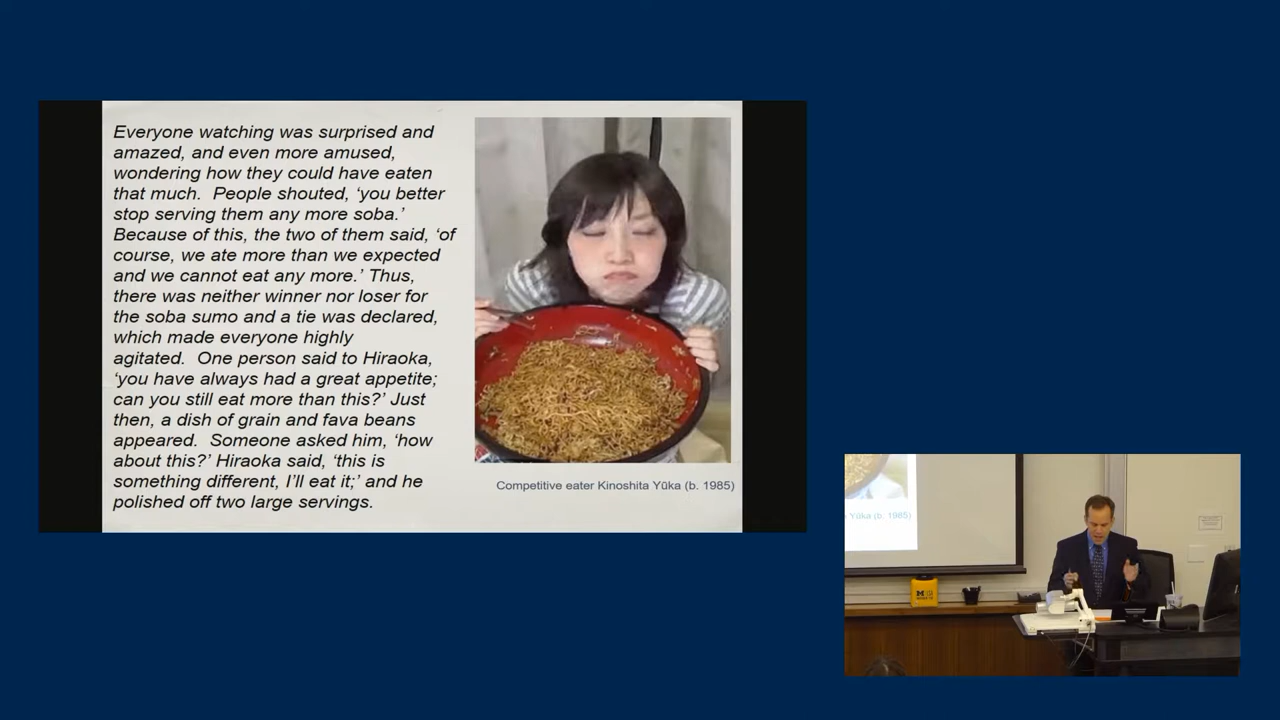 Everyone watching was surprised and
amazed, and even more amused,
wondering how they could have eaten
that much.  People shouted, ‘you better
stop serving them any more soba.’
Because of this, the two of them said, ‘of
course, we ate more than we expected
and we cannot eat any more.’ Thus,
there was neither winner nor loser for
the soba sumo and a tie was declared,
which made everyone highly
agitated.  One person said to Hiraoka,
‘you have always had a great appetite;
can you still eat more than this?’ Just
then, a dish of grain and fava beans
appeared.  Someone asked him, ‘how
about this?’ Hiraoka said, ‘this is
something different, I’ll eat it;’ and he
polished off two large servings.
Competitive eater Kinoshita Yūka (b. 1985)
Yūka (b. 1985)